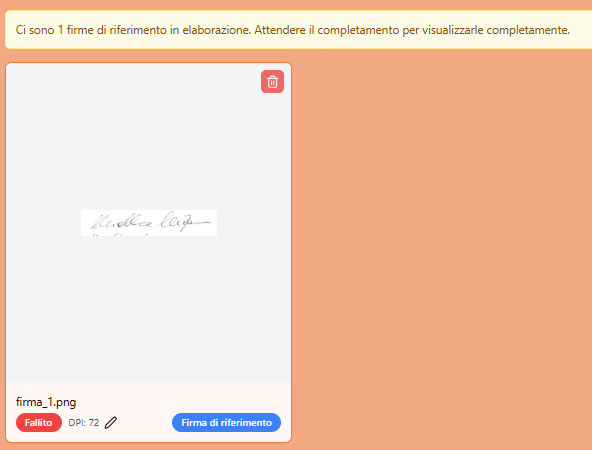 Ci sono 1 firme di riferimento in elaborazione. Attendere il completamento per visualizzarle completamente.
firma_1.png
Fallito DPI: 72 Firma di riferimento